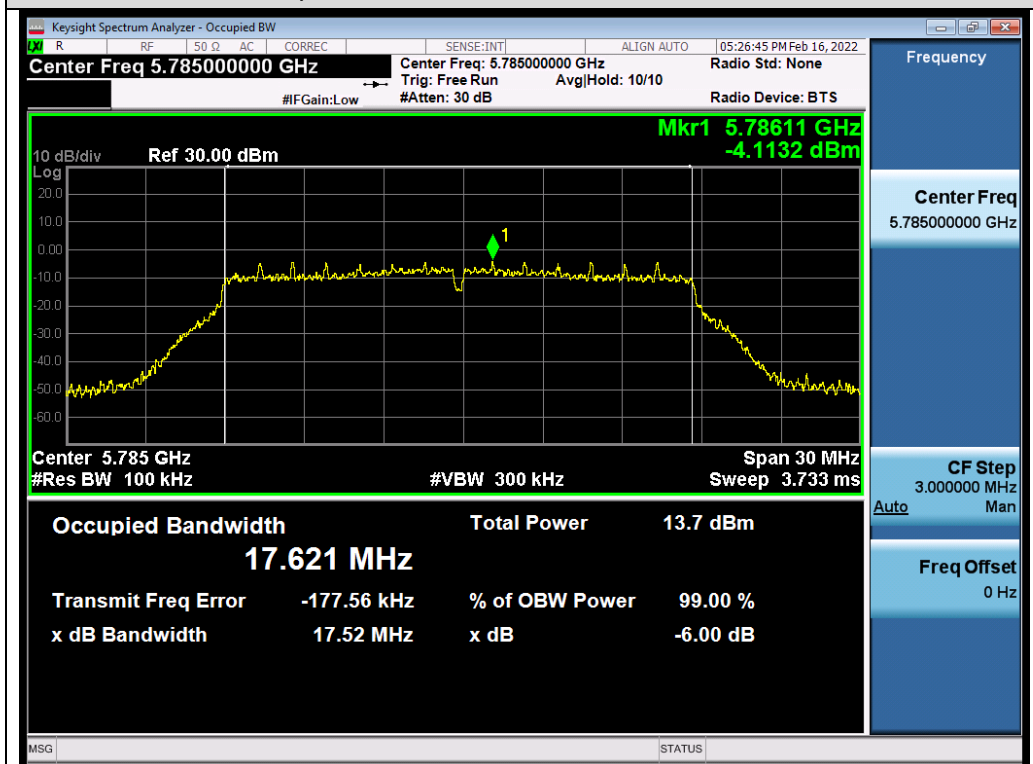 Keysight Spectrum Analyzer - Occupied BW
LXI R RF 50 Ω AC CORREC SENSE:INT ALIGN AUTO 05:26:45 PM Feb 16, 2022
Center Freq 5.785000000 GHz
Center Freq: 5.785000000 GHz
Radio Std: None
Trig: Free Run Avg|Hold: 10/10
#IFGain:Low #Atten: 30 dB Radio Device: BTS
Mkr1 5.78611 GHz
-4.1132 dBm
10 dB/div Ref 30.00 dBm
Log
20.0
10.0
0.00
-10.0
-20.0
-30.0
-40.0
-50.0
-60.0
1
Center 5.785 GHz Span 30 MHz
#Res BW 100 kHz #VBW 300 kHz Sweep 3.733 ms
Occupied Bandwidth Total Power 13.7 dBm
17.621 MHz
Transmit Freq Error -177.56 kHz % of OBW Power 99.00 %
x dB Bandwidth 17.52 MHz x dB -6.00 dB
Frequency
Center Freq
5.785000000 GHz
CF Step
3.000000 MHz
Auto Man
Freq Offset
0 Hz
MSG STATUS